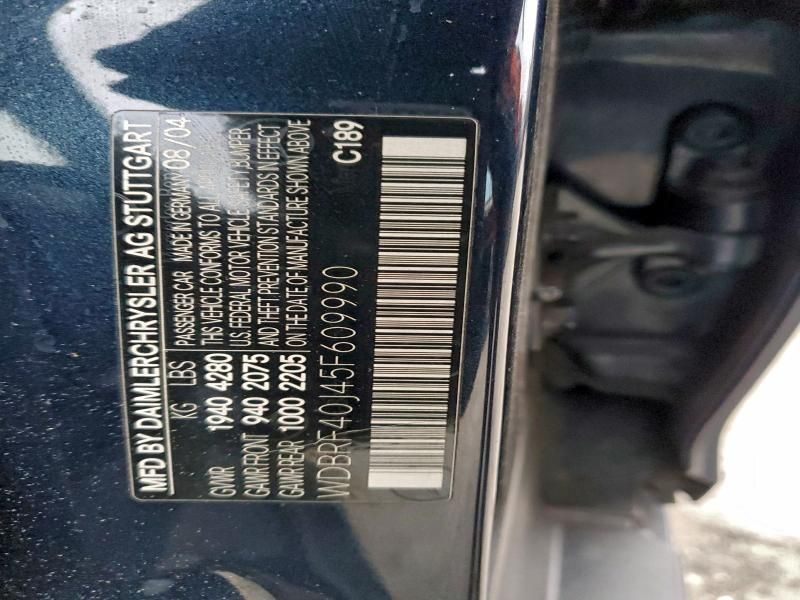 MFD BY DAIMLERCHRYSLER AG STUTTGART
KG LBS PASSENGER CAR MADE IN GERMANY 08/04
GVWR 1940 4280 THIS VEHICLE CONFORMS TO ALL
GAWR FRONT 940 2075 U.S. FEDERAL MOTOR VEHICLE SAFETY BUMPER
GAWR REAR 1000 2205 AND THEFT PREVENTION STANDARDS IN EFFECT
ON THE DATE OF MANUFACTURE SHOWN ABOVE
WDBRF40J45F609990 C189